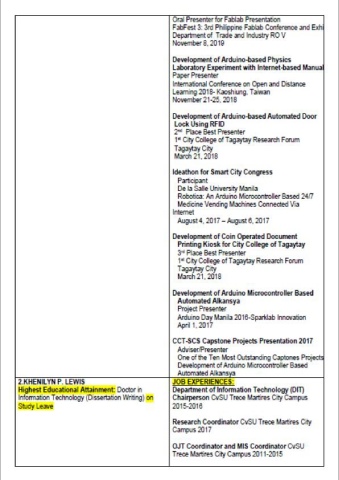 Oral Presenter for Fablab Presentation
FabFest 3: 3rd Philippine Fablab Conference and Exhi
Department of Trade and Industry RO V
November 8, 2019
Development of Arduino-based Physics
Laboratory Experiment with Internet-based Manual
Paper Presenter
International Conference on Open and Distance
Learning 2018- Kaoshiung, Taiwan
November 21-25, 2018
Development of Arduino-based Automated Door
Lock Using RFID
2nd Place Best Presenter
1st City College of Tagaytay Research Forum
Tagaytay City
March 21, 2018
Ideathon for Smart City Congress
Participant
De la Salle University Manila
Robotica: An Arduino Microcontroller Based 24/7
Medicine Vending Machines Connected Via
Internet
August 4, 2017 – August 6, 2017
Development of Coin Operated Document
Printing Kiosk for City College of Tagaytay
3rd Place Best Presenter
1st City College of Tagaytay Research Forum
Tagaytay City
March 21, 2018
Development of Arduino Microcontroller Based
Automated Alkansya
Project Presenter
Arduino Day Manila 2016-Sparklab Innovation
April 1, 2017
CCT-SCS Capstone Projects Presentation 2017
Adviser/Presenter
One of the Ten Most Outstanding Captones Projects
Development of Arduino Microcontroller Based
Automated Alkansya
2.KHENILYN P. LEWIS
Highest Educational Attainment: Doctor in
Information Technology (Dissertation Writing) on
Study Leave
JOB EXPERIENCES:
Department of Information Technology (DIT)
Chairperson CvSU Trece Martires City Campus
2015-2016
Research Coordinator CvSU Trece Martires City
Campus 2017
OJT Coordinator and MIS Coordinator CvSU
Trece Martires City Campus 2011-2015